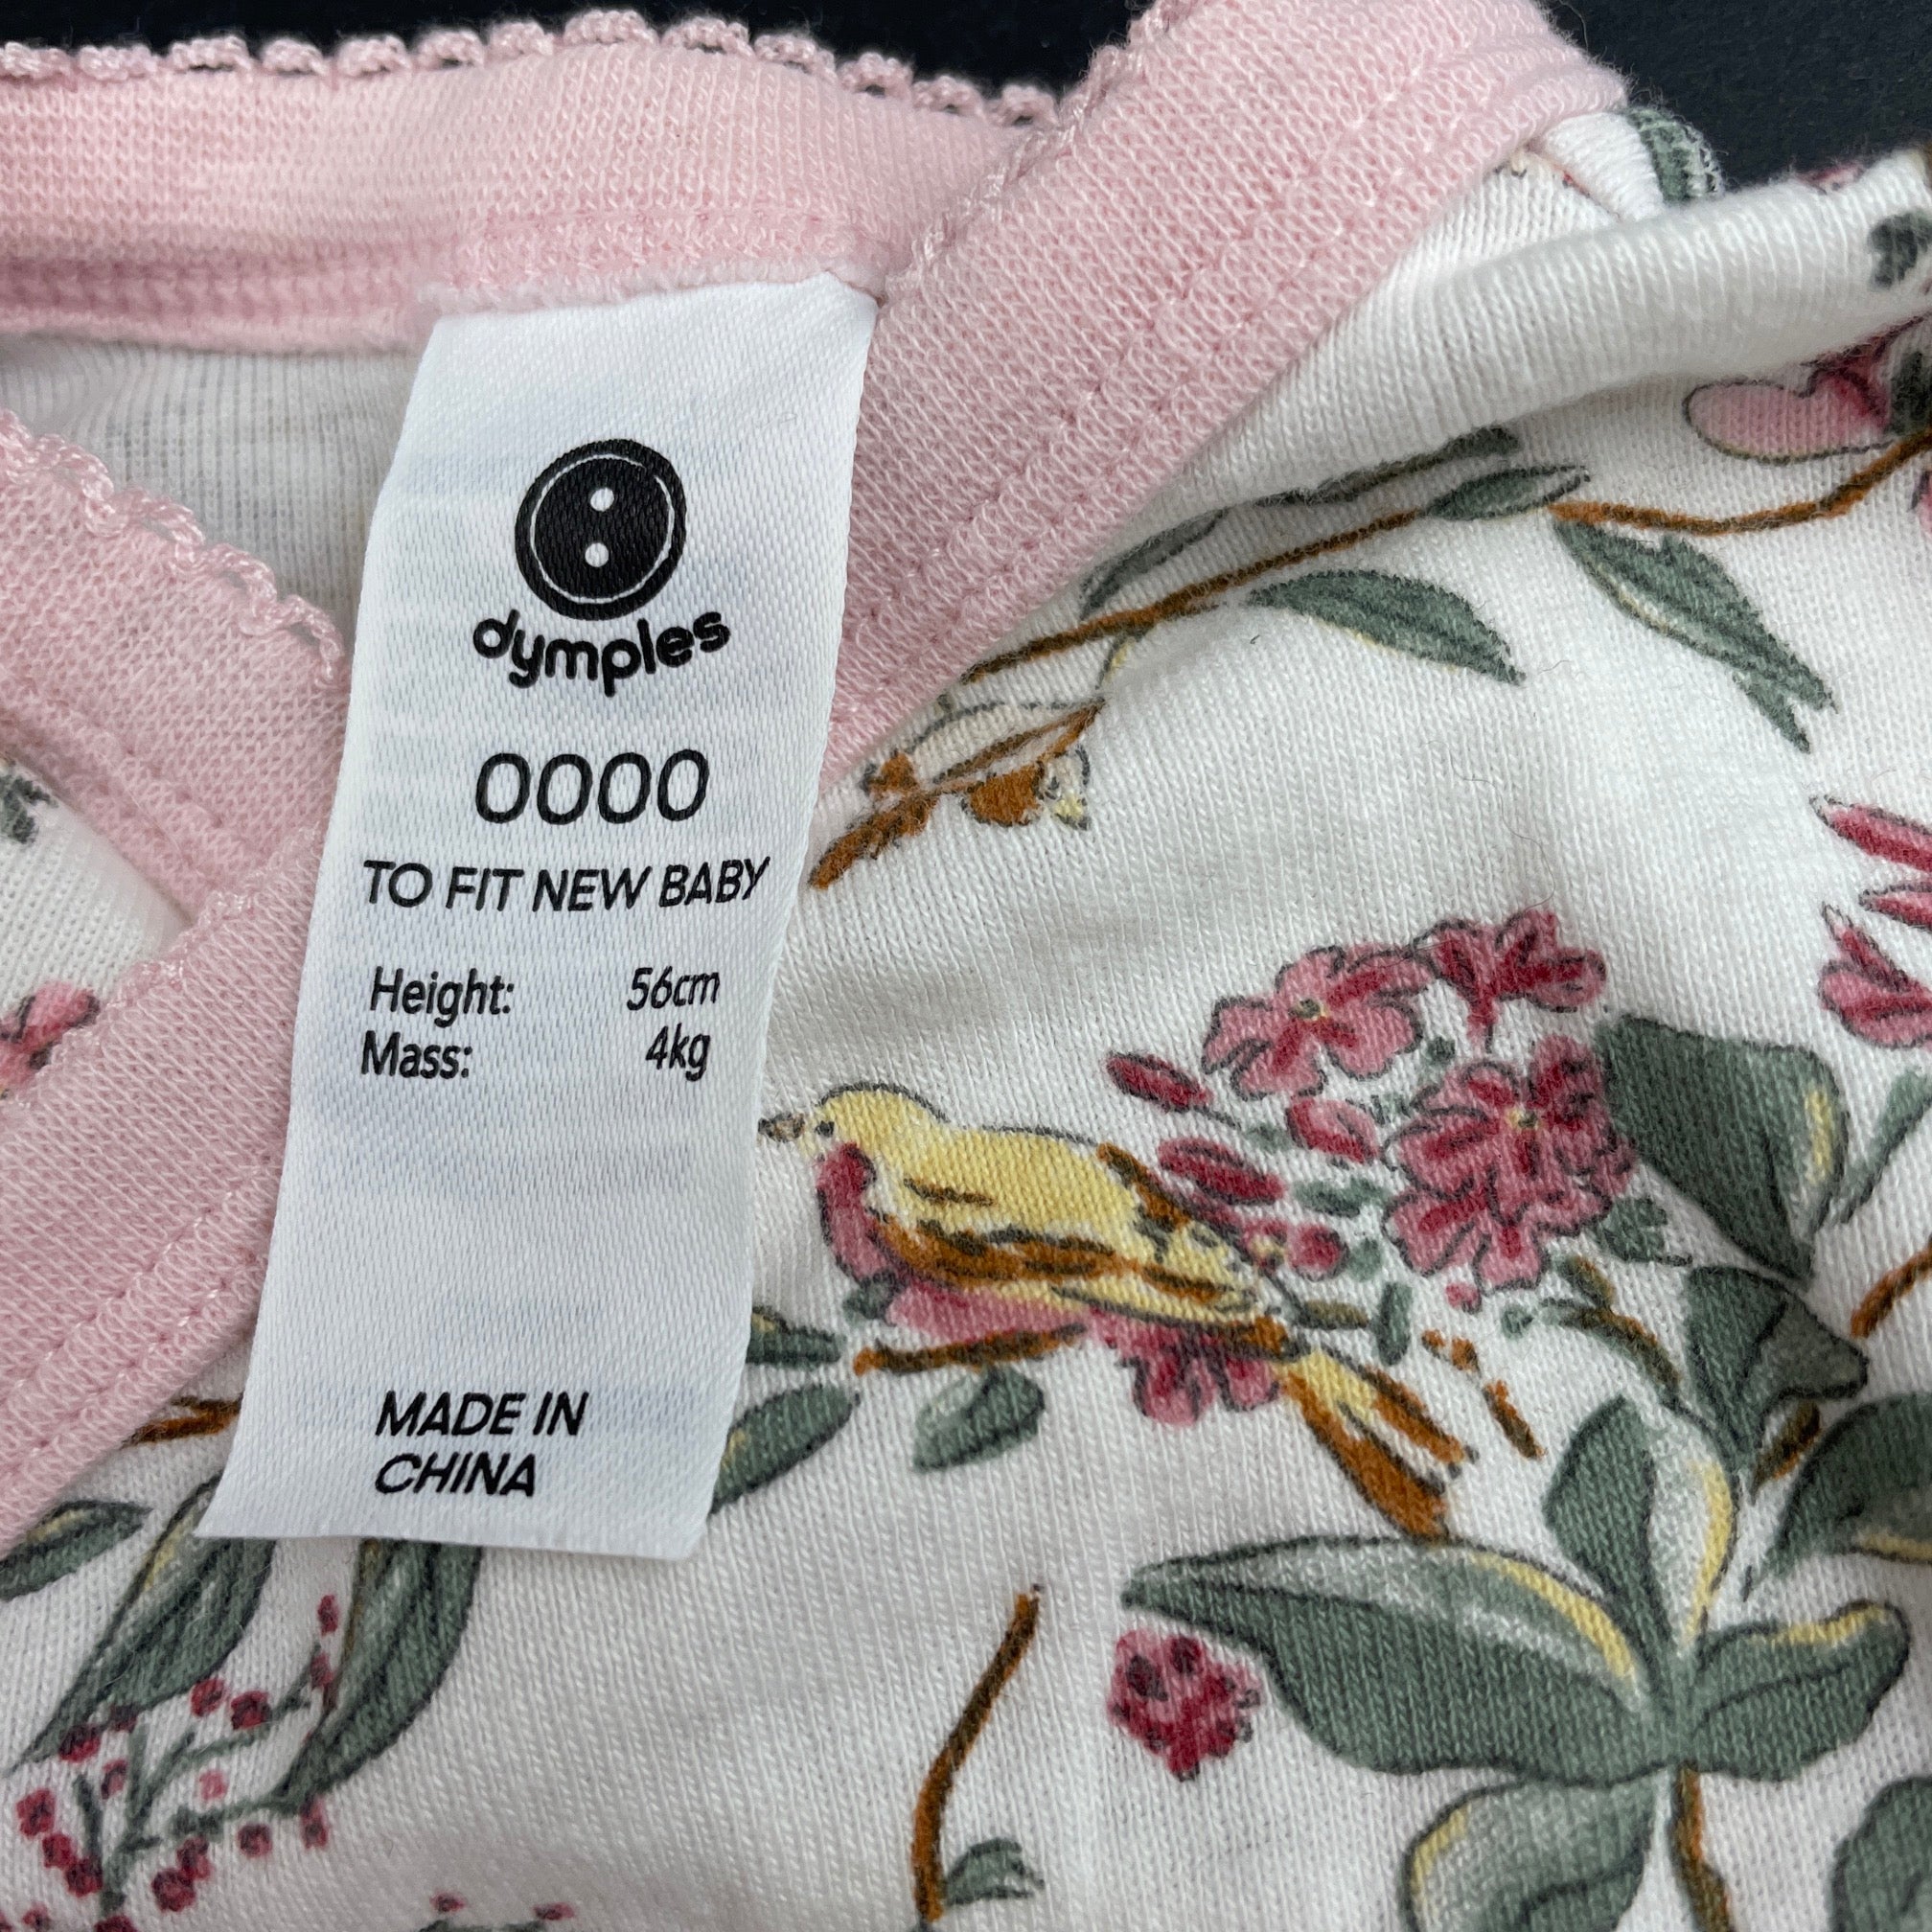 dymples
0000
TO FIT NEW BABY
Height: 56cm
Mass: 4kg
MADE IN
CHINA